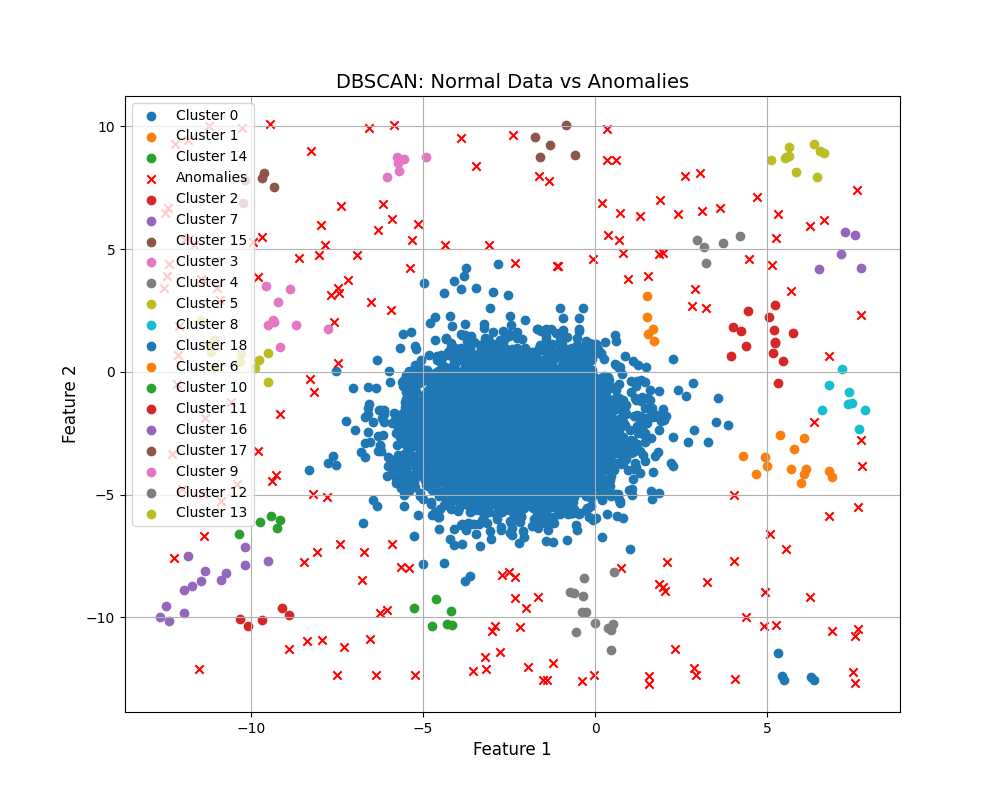 DBSCAN: Normal Data vs Anomalies
Cluster 0
Cluster 1
Cluster 14
Anomalies
Cluster 2
Cluster 7
Cluster 15
Cluster 3
Cluster 4
Cluster 5
Cluster 8
Cluster 18
Cluster 6
Cluster 10
Cluster 11
Cluster 16
Cluster 17
Cluster 9
Cluster 12
Cluster 13
10
5
0
−5
−10
Feature 2
−10 −5 0 5
Feature 1